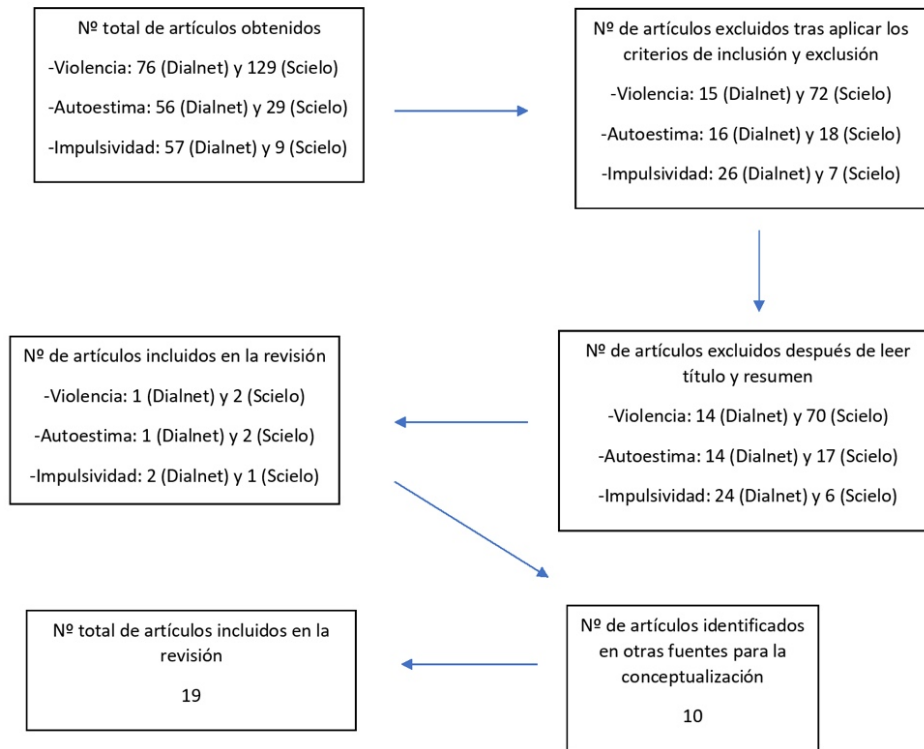 Nº total de artículos obtenidos
-Violencia: 76 (Dialnet) y 129 (Scielo)
-Autoestima: 56 (Dialnet) y 29 (Scielo)
-Impulsividad: 57 (Dialnet) y 9 (Scielo)
Nº de artículos excluidos tras aplicar los
criterios de inclusión y exclusión
-Violencia: 15 (Dialnet) y 72 (Scielo)
-Autoestima: 16 (Dialnet) y 18 (Scielo)
-Impulsividad: 26 (Dialnet) y 7 (Scielo)
Nº de artículos excluidos después de leer
título y resumen
-Violencia: 14 (Dialnet) y 70 (Scielo)
-Autoestima: 14 (Dialnet) y 17 (Scielo)
-Impulsividad: 24 (Dialnet) y 6 (Scielo)
Nº de artículos incluidos en la revisión
-Violencia: 1 (Dialnet) y 2 (Scielo)
-Autoestima: 1 (Dialnet) y 2 (Scielo)
-Impulsividad: 2 (Dialnet) y 1 (Scielo)
Nº de artículos identificados
en otras fuentes para la
conceptualización
10
Nº total de artículos incluidos en la
revisión
19